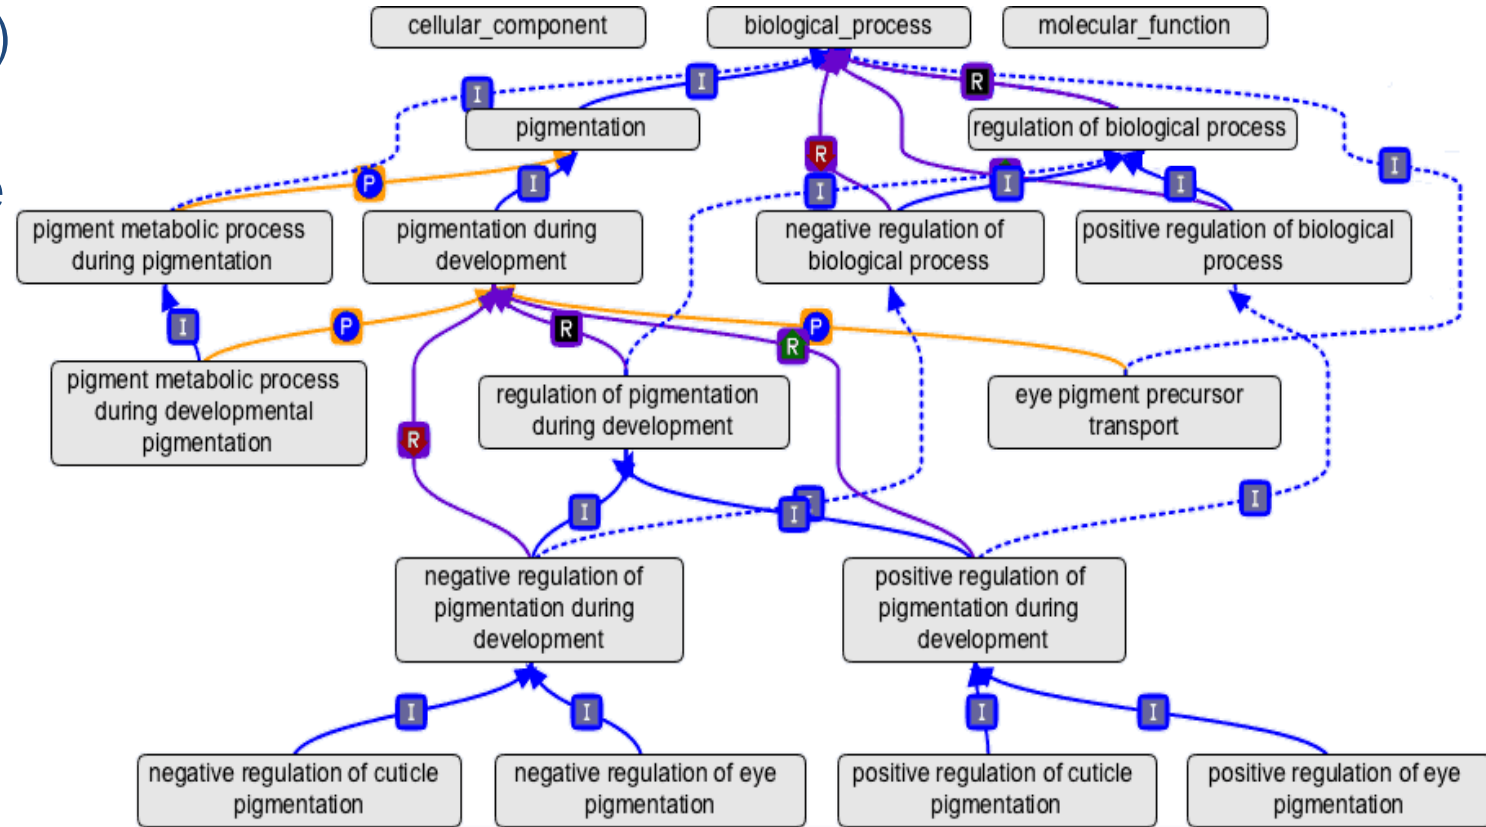 )
cellular_component
biological_process
molecular_function
I
I
R
pigmentation
regulation of biological process
R
I
P
I
I
I
I
e
pigment metabolic process
during pigmentation
pigmentation during
development
negative regulation of
biological process
positive regulation of biological
process
I
P
R
P
R
pigment metabolic process
during developmental
pigmentation
regulation of pigmentation
during development
eye pigment precursor
transport
R
I
I
I
negative regulation of
pigmentation during
development
positive regulation of
pigmentation during
development
I
I
I
I
negative regulation of cuticle
pigmentation
negative regulation of eye
pigmentation
positive regulation of cuticle
pigmentation
positive regulation of eye
pigmentation